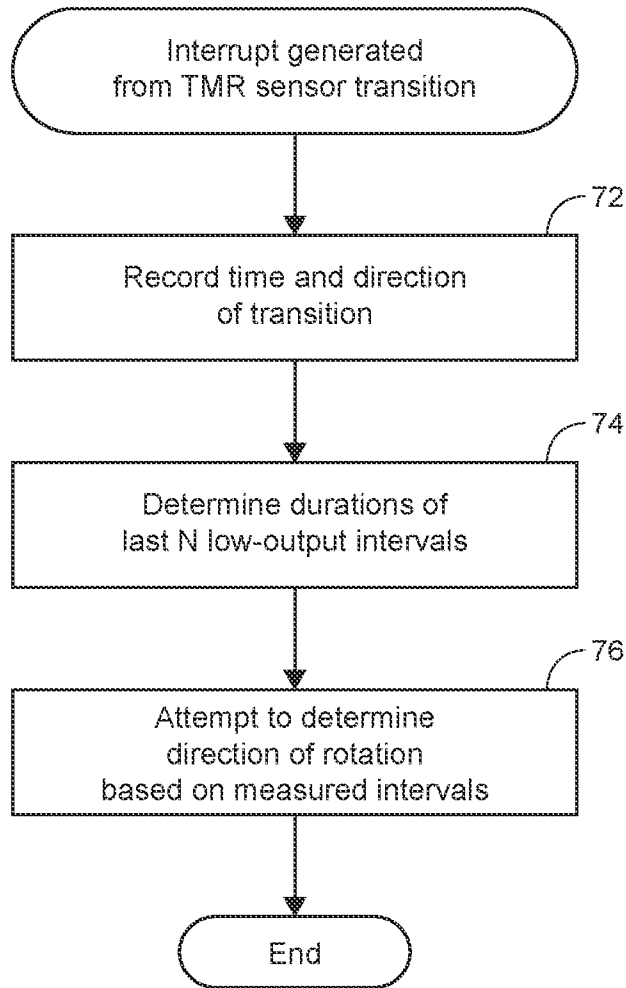 Interrupt generated
from TMR sensor transition
72
Record time and direction
of transition
74
Determine durations of
last N low-output intervals
76
Attempt to determine
direction of rotation
based on measured intervals
End